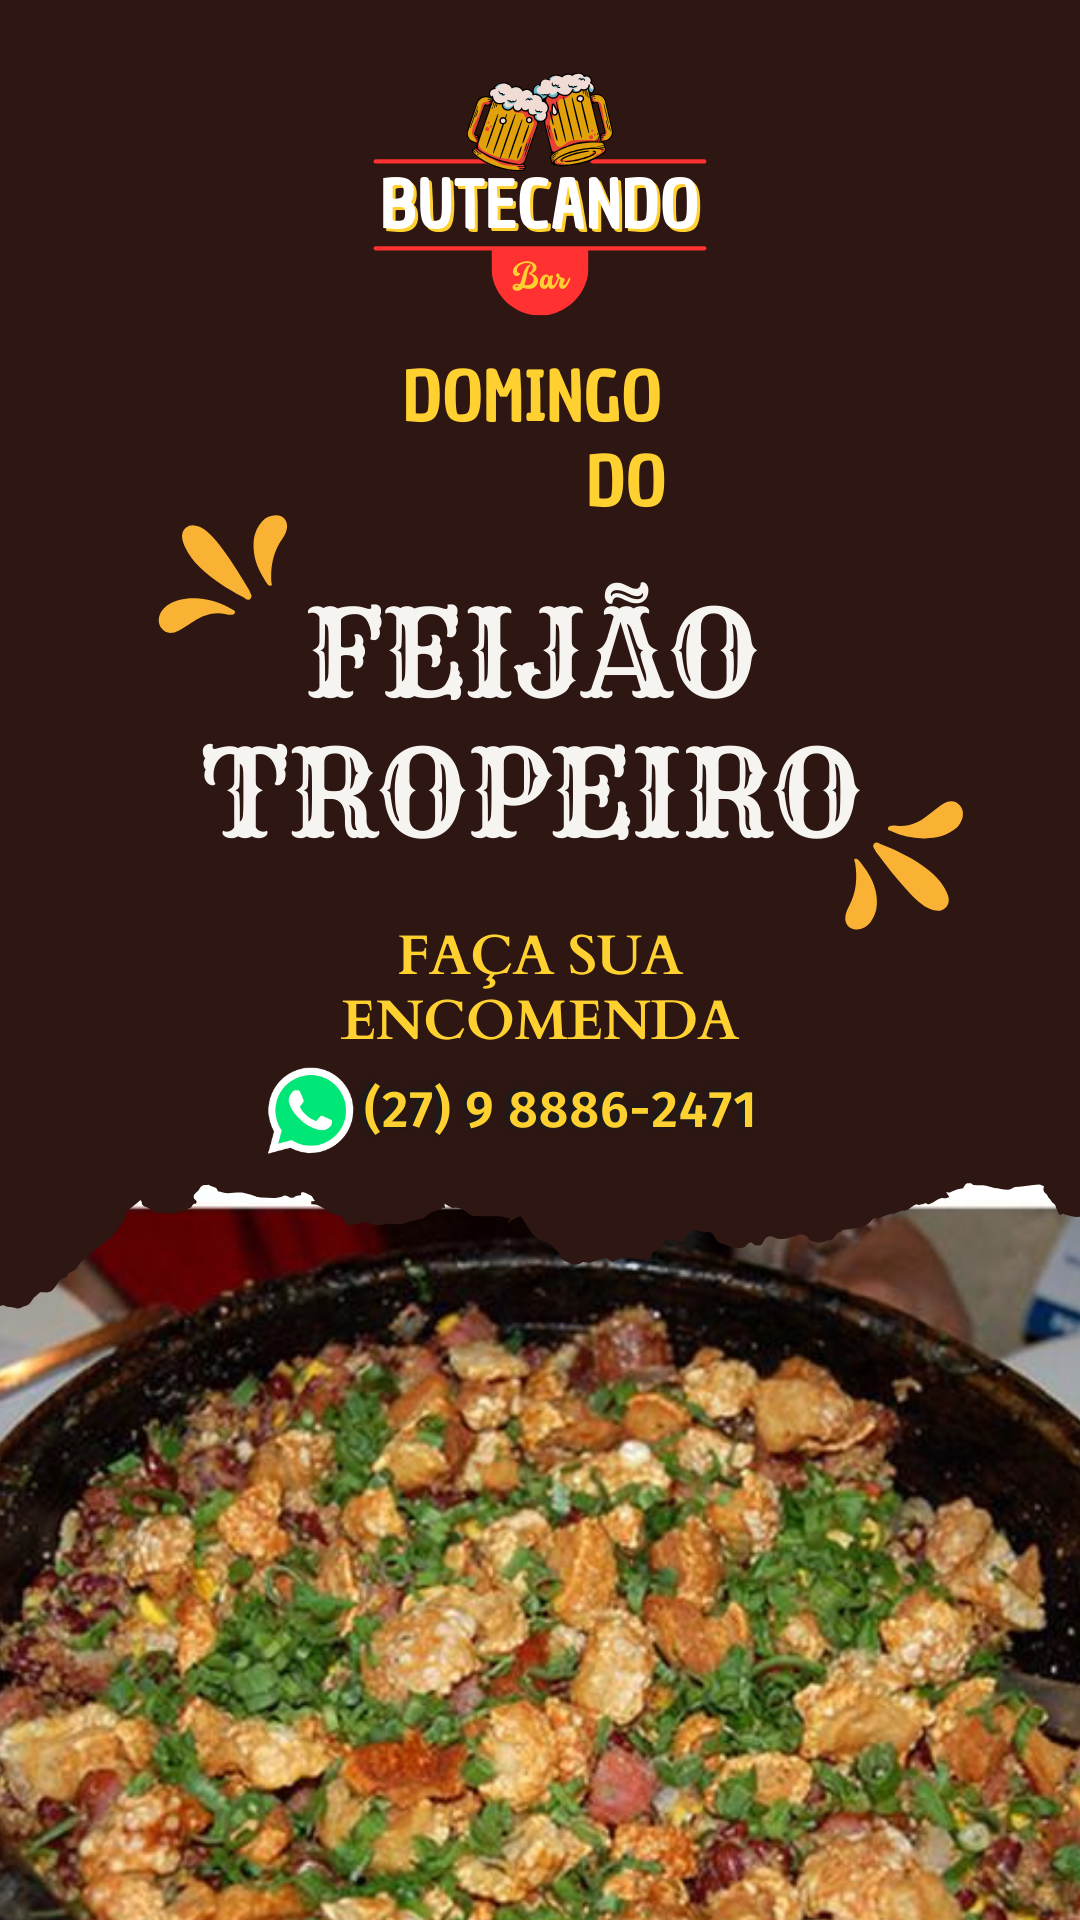 BUTECANDO
Bar
DOMINGO
DO
FEIJÃO
TROPEIRO
FAÇA SUA
ENCOMENDA
(27) 9 8886-2471